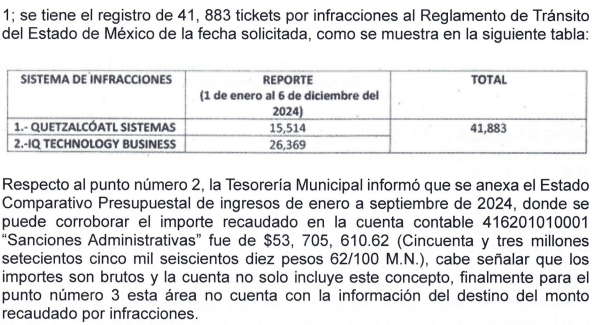 1; se tiene el registro de 41, 883 tickets por infracciones al Reglamento de Tránsito
del Estado de México de la fecha solicitada, como se muestra en la siguiente tabla:
SISTEMA DE INFRACCIONES REPORTE TOTAL
(1 de enero al 6 de diciembre del
2024)
1.- QUETZALCÓATL SISTEMAS 15,514 41,883
2.-IQ TECHNOLOGY BUSINESS 26,369
Respecto al punto número 2, la Tesorería Municipal informó que se anexa el Estado
Comparativo Presupuestal de ingresos de enero a septiembre de 2024, donde se
puede corroborar el importe recaudado en la cuenta contable 416201010001
“Sanciones Administrativas” fue de $53, 705, 610.62 (Cincuenta y tres millones
setecientos cinco mil seiscientos diez pesos 62/100 M.N.), cabe señalar que los
importes son brutos y la cuenta no solo incluye este concepto, finalmente para el
punto número 3 esta área no cuenta con la información del destino del monto
recaudado por infracciones.